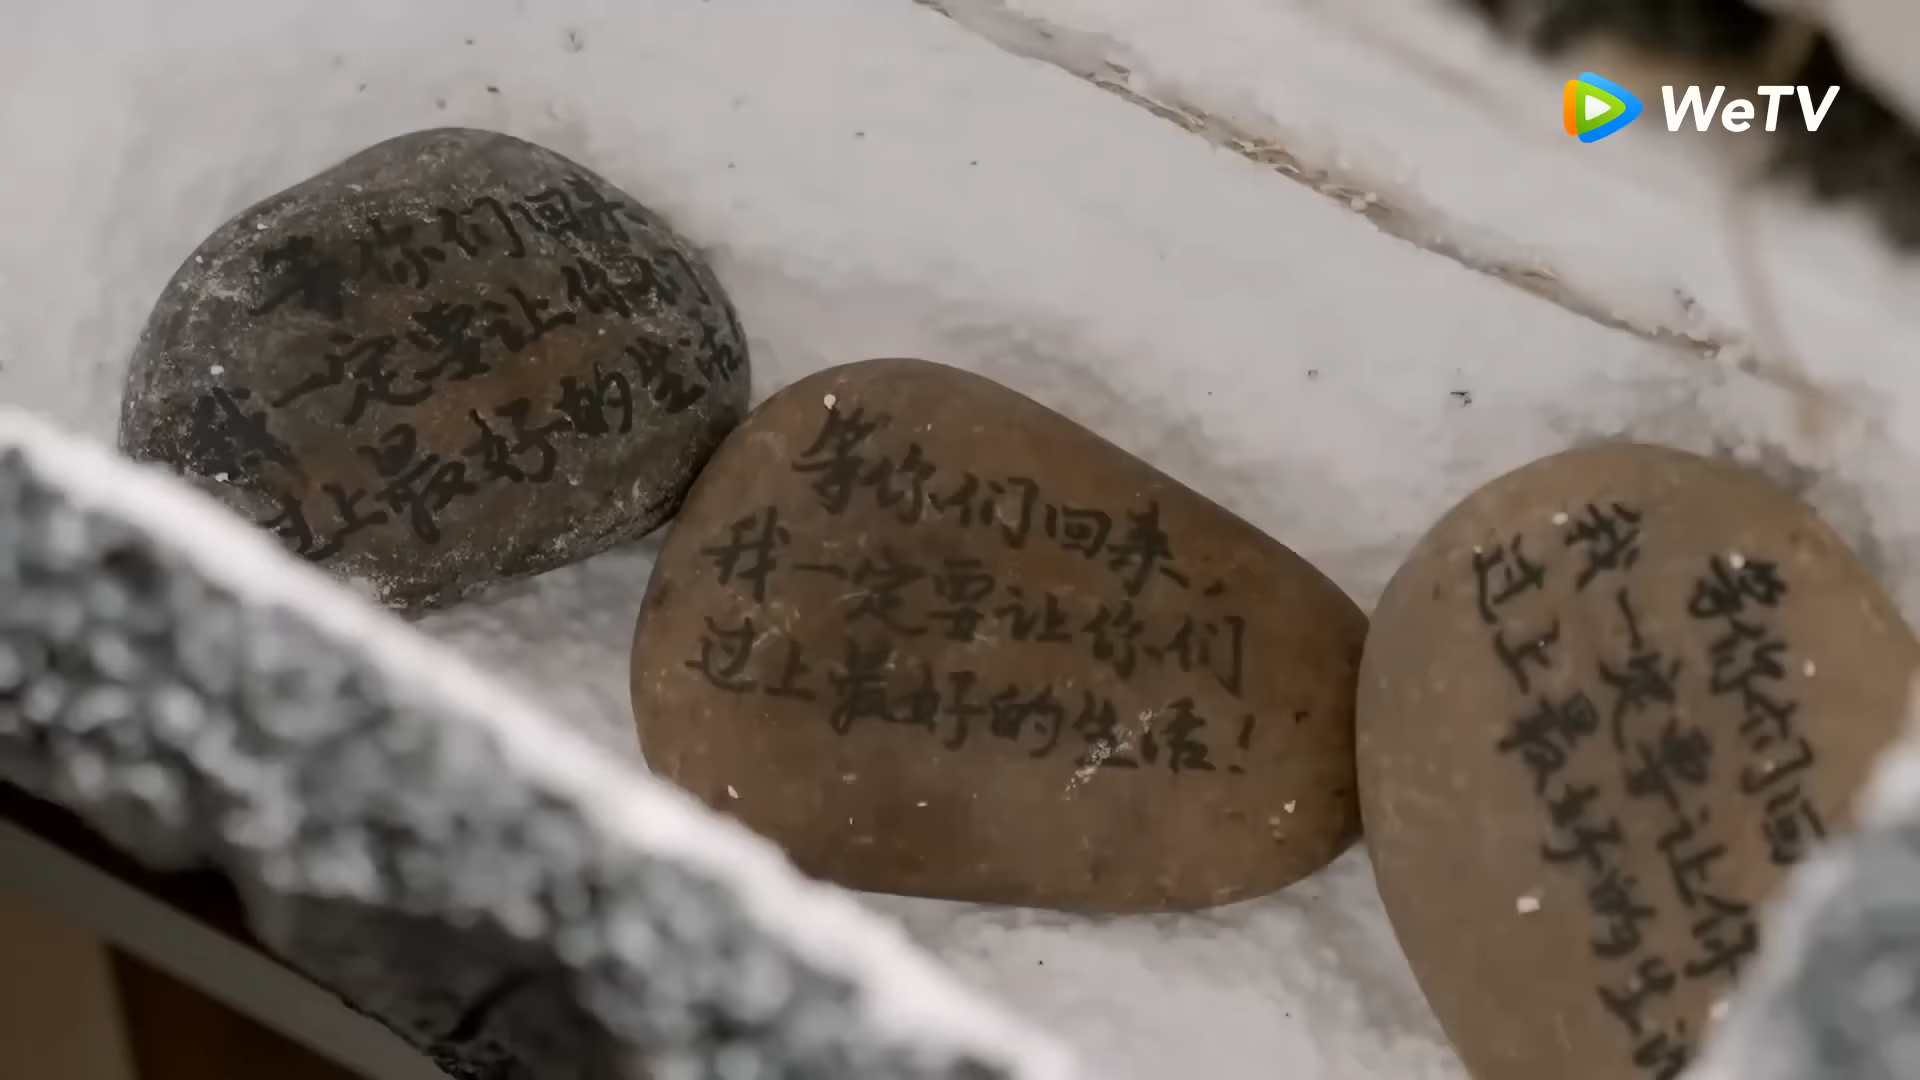 WeTV
等你们回来
我一定要让你们
过上最好的生活
等你们回来,
我一定要让你们
过上最好的生活!
等你们回
我一定要让你
过上最好的生活